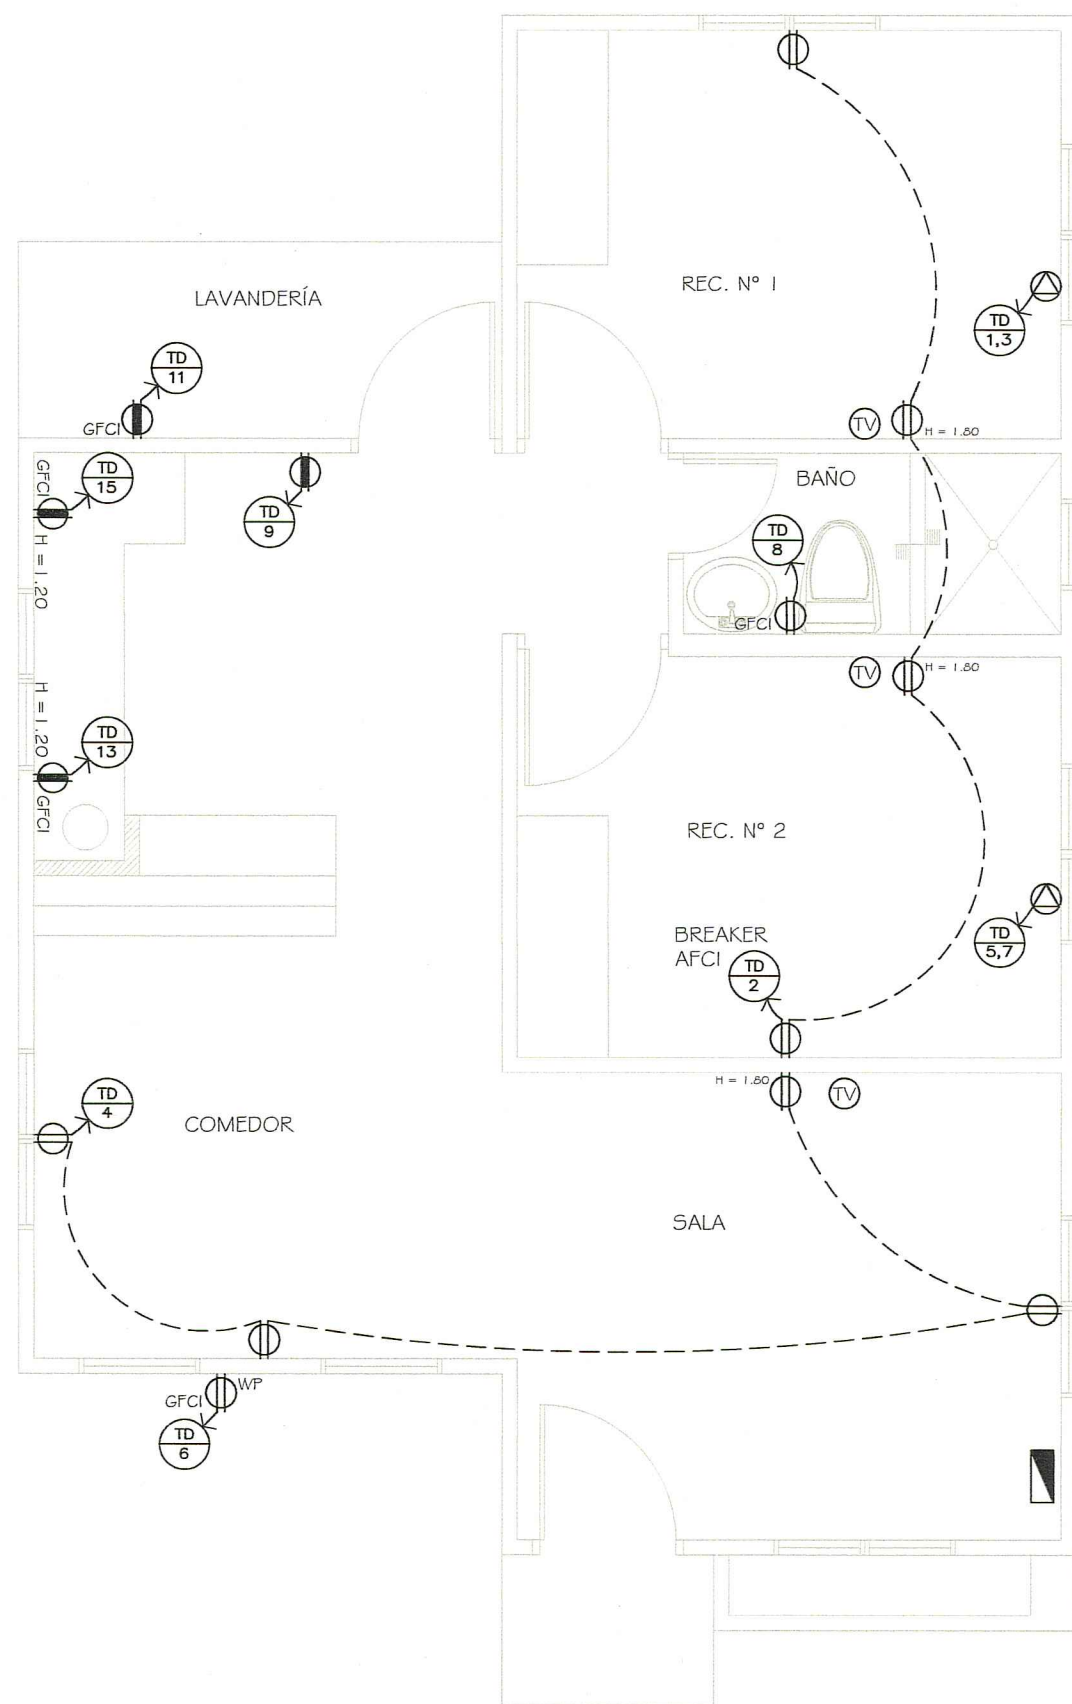 REC. Nº 1
LAVANDERÍA
TD
1,3
TD
11
GFCI
TV
H = 1.80
GFCI
TD
15
H = 1.20
TD
9
BAÑO
TD
8
GFCI
TV
H = 1.80
H = 1.20
TD
13
GFCI
REC. Nº 2
BREAKER
AFCI
TD
2
TD
5,7
H = 1.80
TV
TD
4
COMEDOR
SALA
WP
GFCI
TD
6